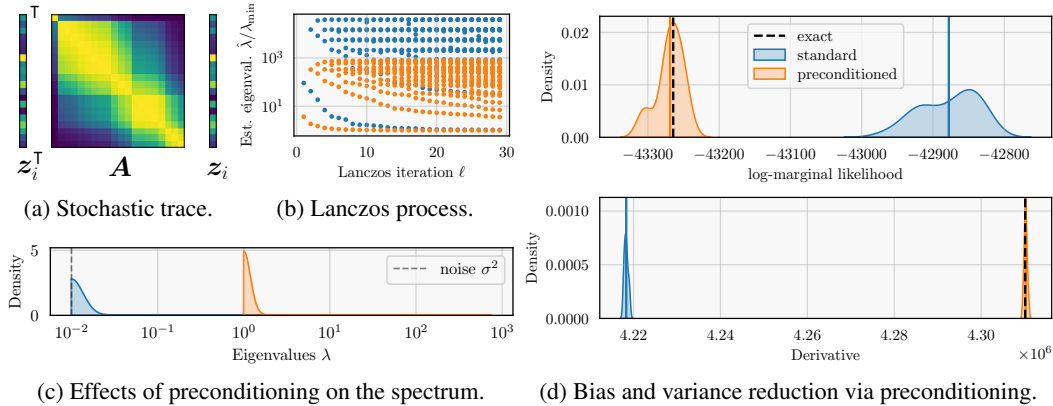 ⊤
z_i^⊤
A
z_i
(a) Stochastic trace.
Est. eigenval. λ̂/λ_min
10^3
10^1
0
10
20
30
Lanczos iteration ℓ
(b) Lanczos process.
Density
5
0
noise σ^2
10^−2
10^−1
10^0
10^1
10^2
10^3
Eigenvalues λ
(c) Effects of preconditioning on the spectrum.
Density
0.02
0.01
0.00
exact
standard
preconditioned
−43300
−43200
−43100
−43000
−42900
−42800
log-marginal likelihood
Density
0.0010
0.0005
0.0000
4.22
4.24
4.26
4.28
4.30
Derivative
×10^6
(d) Bias and variance reduction via preconditioning.